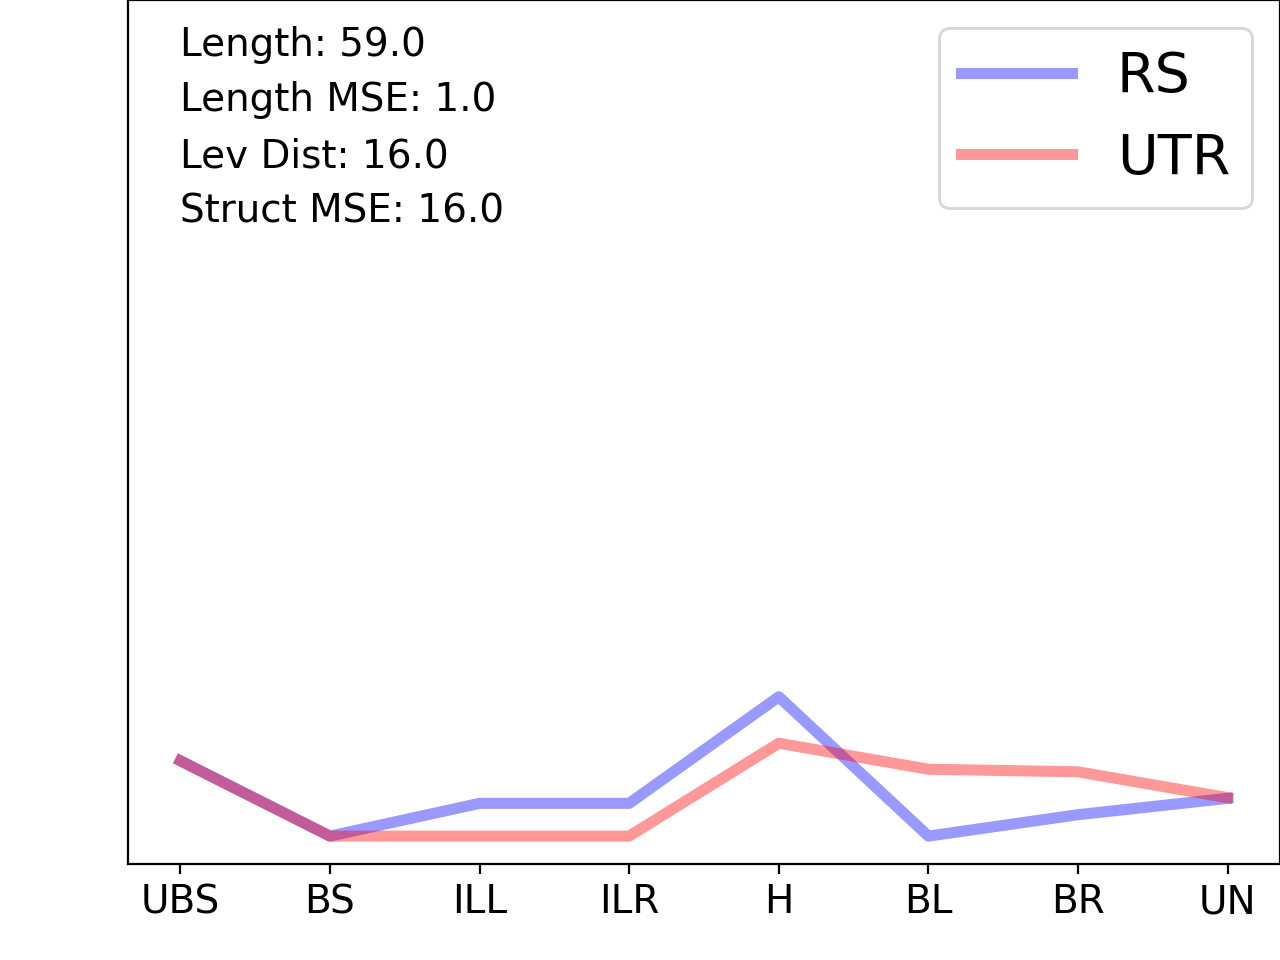 Length: 59.0
Length MSE: 1.0
Lev Dist: 16.0
Struct MSE: 16.0
RS
UTR
UBS BS ILL ILR H BL BR UN